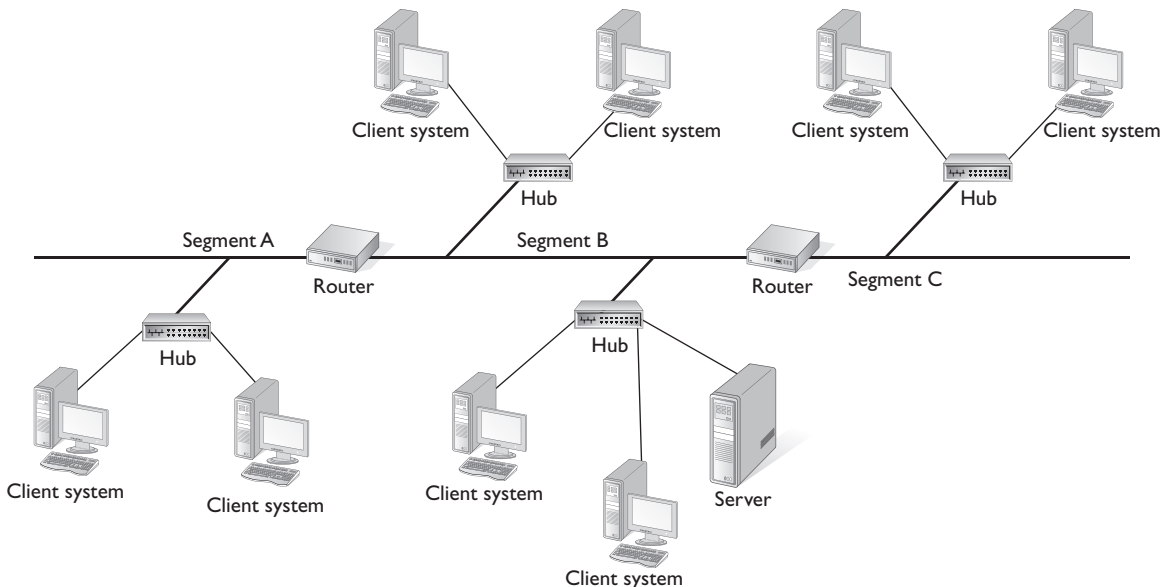 Client system
Client system
Client system
Client system
Hub
Hub
Segment A
Segment B
Router
Router
Segment C
Hub
Hub
Client system
Client system
Client system
Server
Client system